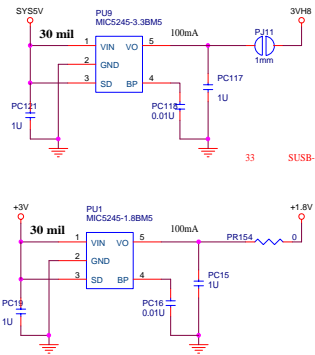 SYS5V PU9 3VH8
MIC5245-3.3BM5 PJ11
30 mil 100mA
1 VIN VO 5
2 GND 1mm
3 SD BP 4
PC117
PC121 PC118 1U
1U 0.01U
33 SUSB-
+3V PU1 +1.8V
MIC5245-1.8BM5
30 mil 100mA
1 VIN VO 5 PR154 0
2 GND
3 SD BP 4
PC15
PC19 PC16 1U
1U 0.01U